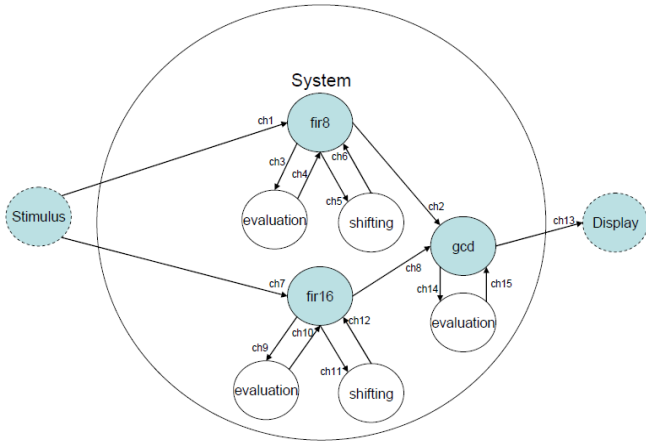 System
ch1
fir8
ch3
ch4
ch6
ch5
ch2
evaluation
shifting
Stimulus
ch13
Display
gcd
ch7
ch8
fir16
ch14
ch15
ch12
ch10
ch9
ch11
evaluation
evaluation
shifting